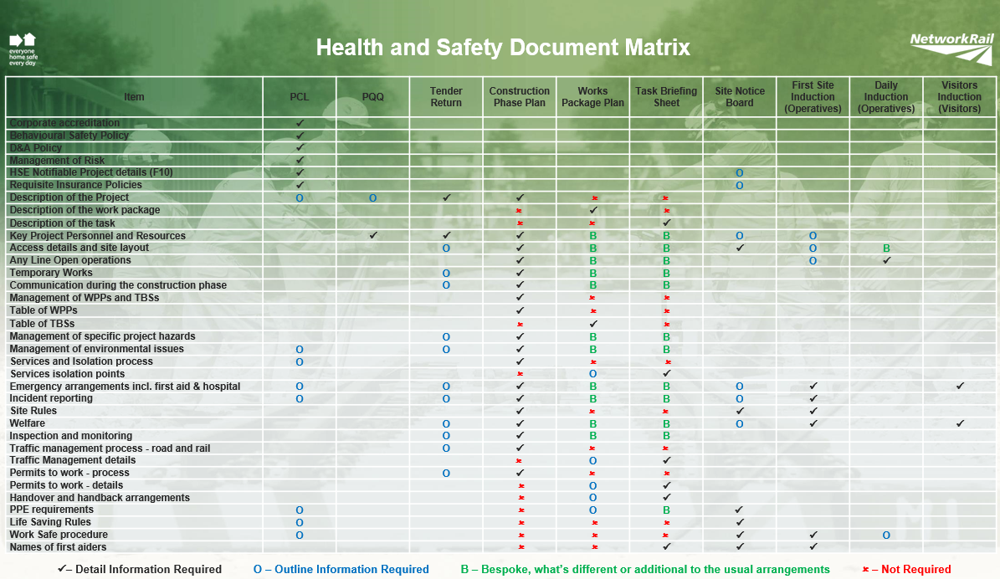 everyone
home safe
every day
Health and Safety Document Matrix
NetworkRail
Item PCL PQQ Tender Return Construction Phase Plan Works Package Plan Task Briefing Sheet Site Notice Board First Site Induction (Operatives) Daily Induction (Operatives) Visitors Induction (Visitors)
Corporate accreditation ✓
Behavioural Safety Policy ✓
D&A Policy ✓
Management of Risk ✓
HSE Notifiable Project details (F10) ✓ O
Requisite Insurance Policies ✓ O
Description of the Project O O ✓ ✓ × ×
Description of the work package × ✓ ×
Description of the task × × ✓
Key Project Personnel and Resources ✓ ✓ ✓ B B O O
Access details and site layout O ✓ B B ✓ O B
Any Line Open operations ✓ B B O ✓
Temporary Works O ✓ B B
Communication during the construction phase O ✓ B B
Management of WPPs and TBSs ✓ × ×
Table of WPPs ✓ × ×
Table of TBSs × ✓ ×
Management of specific project hazards O ✓ B B
Management of environmental issues O O ✓ B B
Services and Isolation process O ✓ × ×
Services isolation points × O ✓
Emergency arrangements incl. first aid & hospital O O ✓ B B O ✓ ✓
Incident reporting O O ✓ B B O ✓
Site Rules ✓ × × ✓ ✓
Welfare O ✓ B B O ✓ ✓
Inspection and monitoring O ✓ B B
Traffic management process - road and rail O ✓ × ×
Traffic Management details × O ✓
Permits to work - process O ✓ × ×
Permits to work - details × O ✓
Handover and handback arrangements × O ✓
PPE requirements O × O B ✓
Life Saving Rules O × × × ✓
Work Safe procedure O × × × ✓ ✓ O
Names of first aiders × × ✓ ✓ ✓
✓– Detail Information Required O – Outline Information Required B – Bespoke, what's different or additional to the usual arrangements × – Not Required